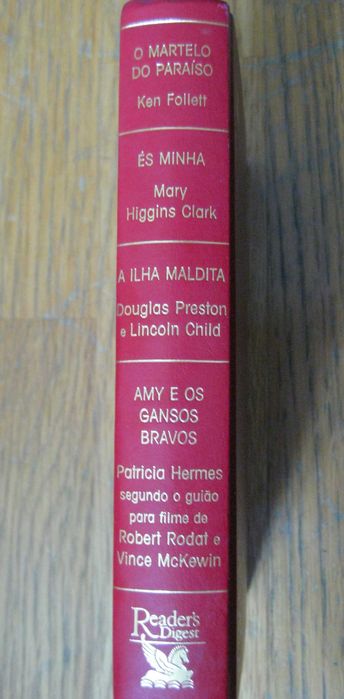 O MARTELO
DO PARAÍSO
Ken Follett
ÉS MINHA
Mary
Higgins Clark
A ILHA MALDITA
Douglas Preston
e Lincoln Child
AMY E OS
GANSOS
BRAVOS
Patricia Hermes
segundo o guião
para filme de
Robert Rodat e
Vince McKewin
Reader's
Digest